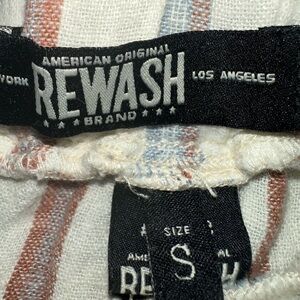 AMERICAN ORIGINAL
YORK REWASH LOS ANGELES
BRAND
SIZE
S